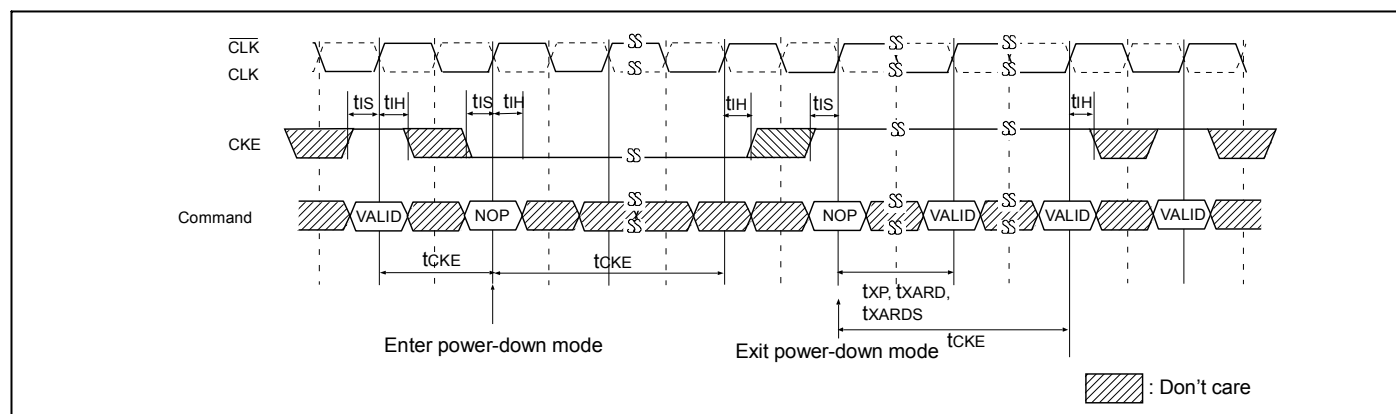 CLK
CLK
tIS tIH tIS tIH tIH tIS tIH
CKE
Command VALID NOP NOP VALID VALID VALID
tCKE tCKE
tXP, tXARD,
tXARDS
tCKE
Enter power-down mode Exit power-down mode
: Don't care